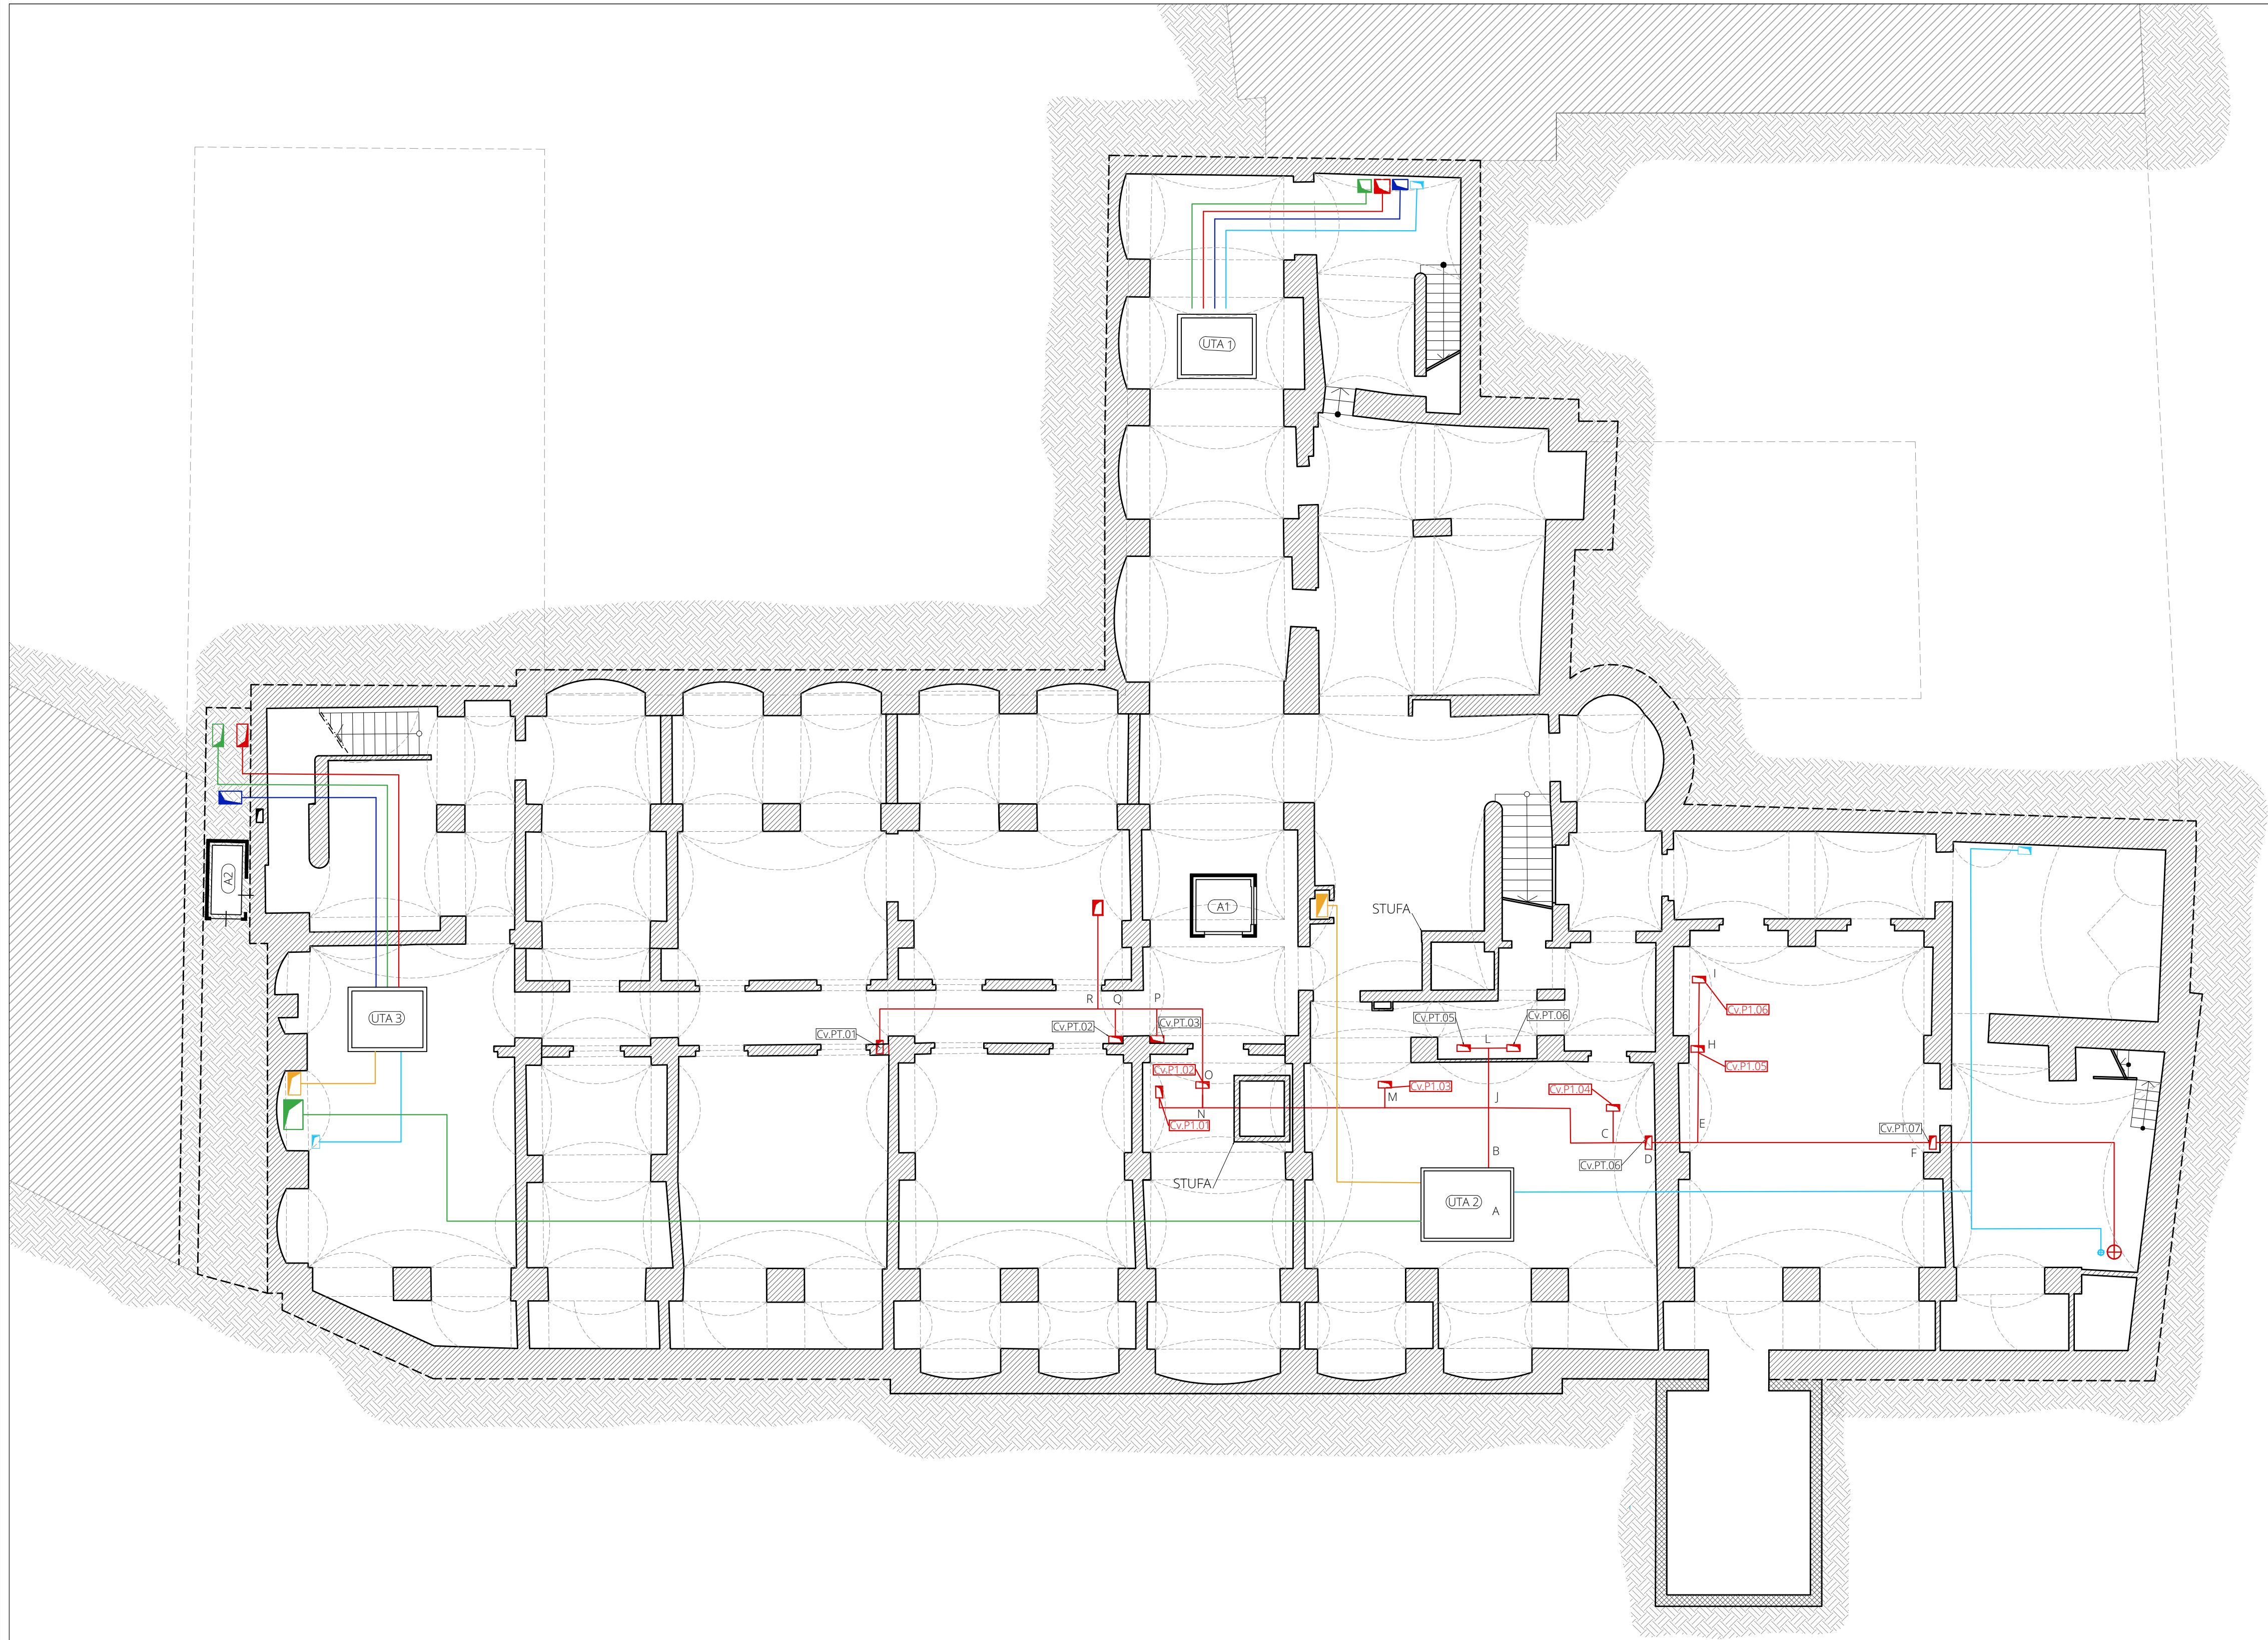 UTA 1
A2
A1
STUFA
R
Q
P
I
Cv.P1.06
UTA 3
Cv.PT.01
Cv.PT.02
Cv.PT.03
Cv.PT.05
Cv.PT.06
L
H
Cv.P1.05
Cv.P1.02
O
Cv.P1.03
M
J
Cv.P1.04
N
Cv.P1.01
E
C
Cv.PT.07
F
B
D
Cv.PT.06
STUFA
UTA 2
A